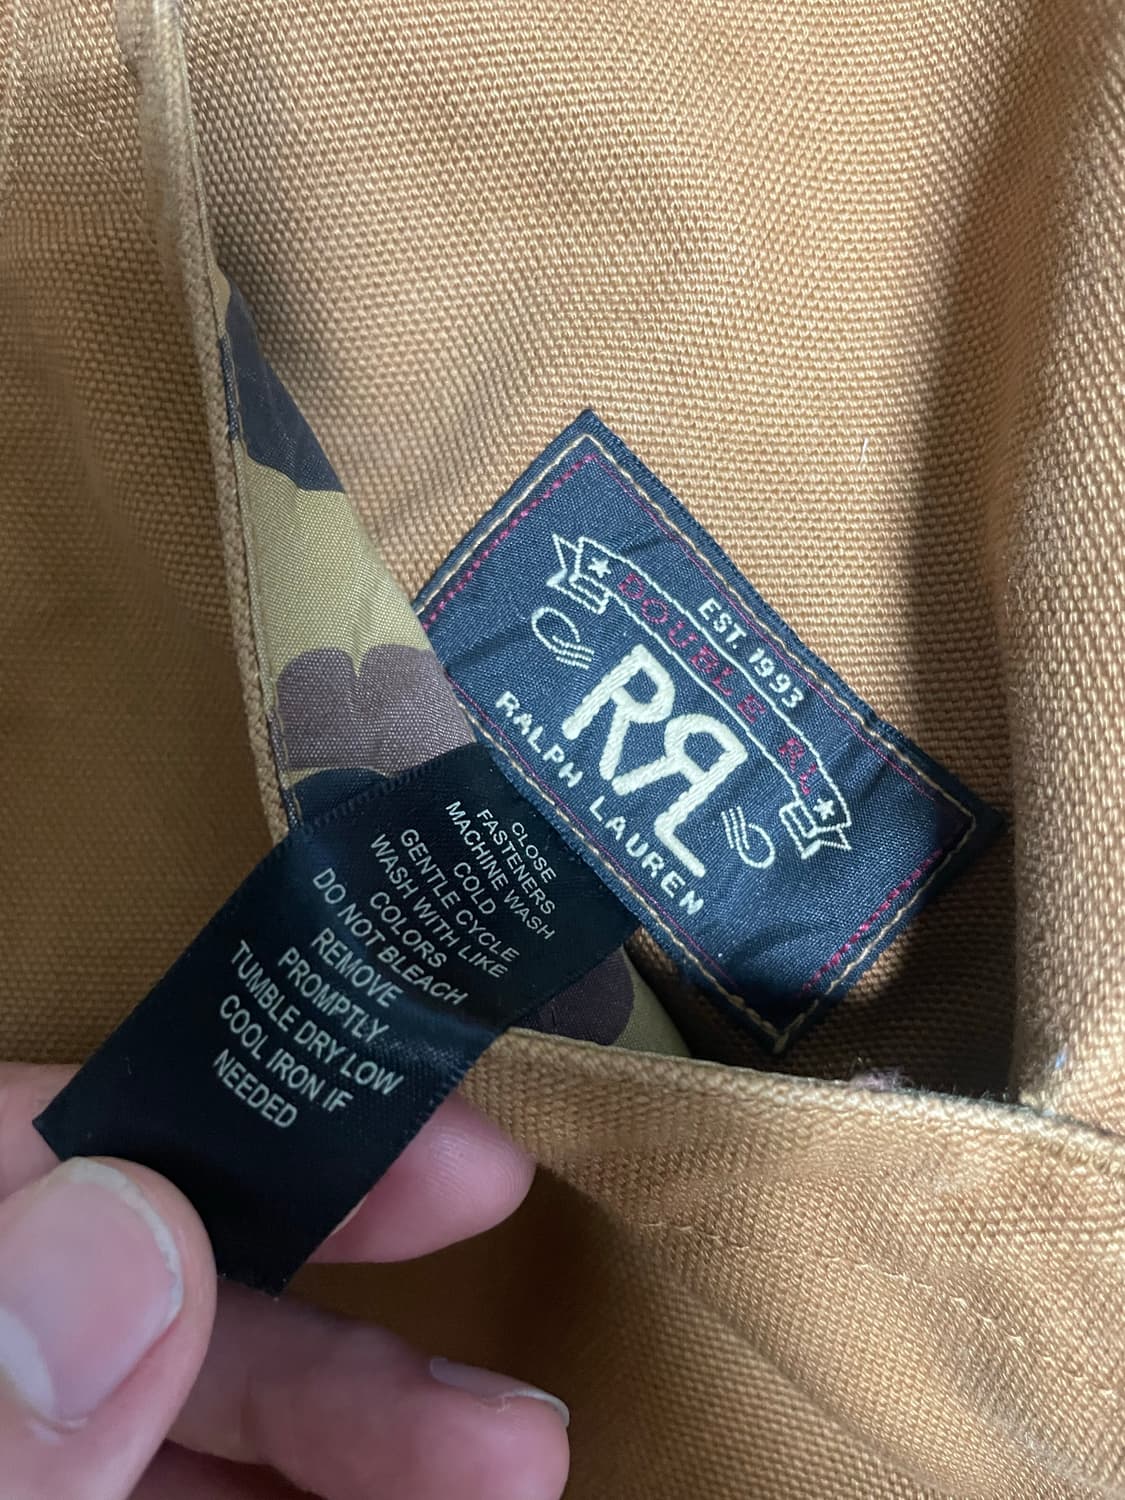 EST. 1993
DOUBLE RL
RRL
RALPH LAUREN
CLOSE
FASTENERS
MACHINE WASH
COLD
GENTLE CYCLE
WASH WITH LIKE
COLORS
DO NOT BLEACH
REMOVE
PROMPTLY
TUMBLE DRY LOW
COOL IRON IF
NEEDED